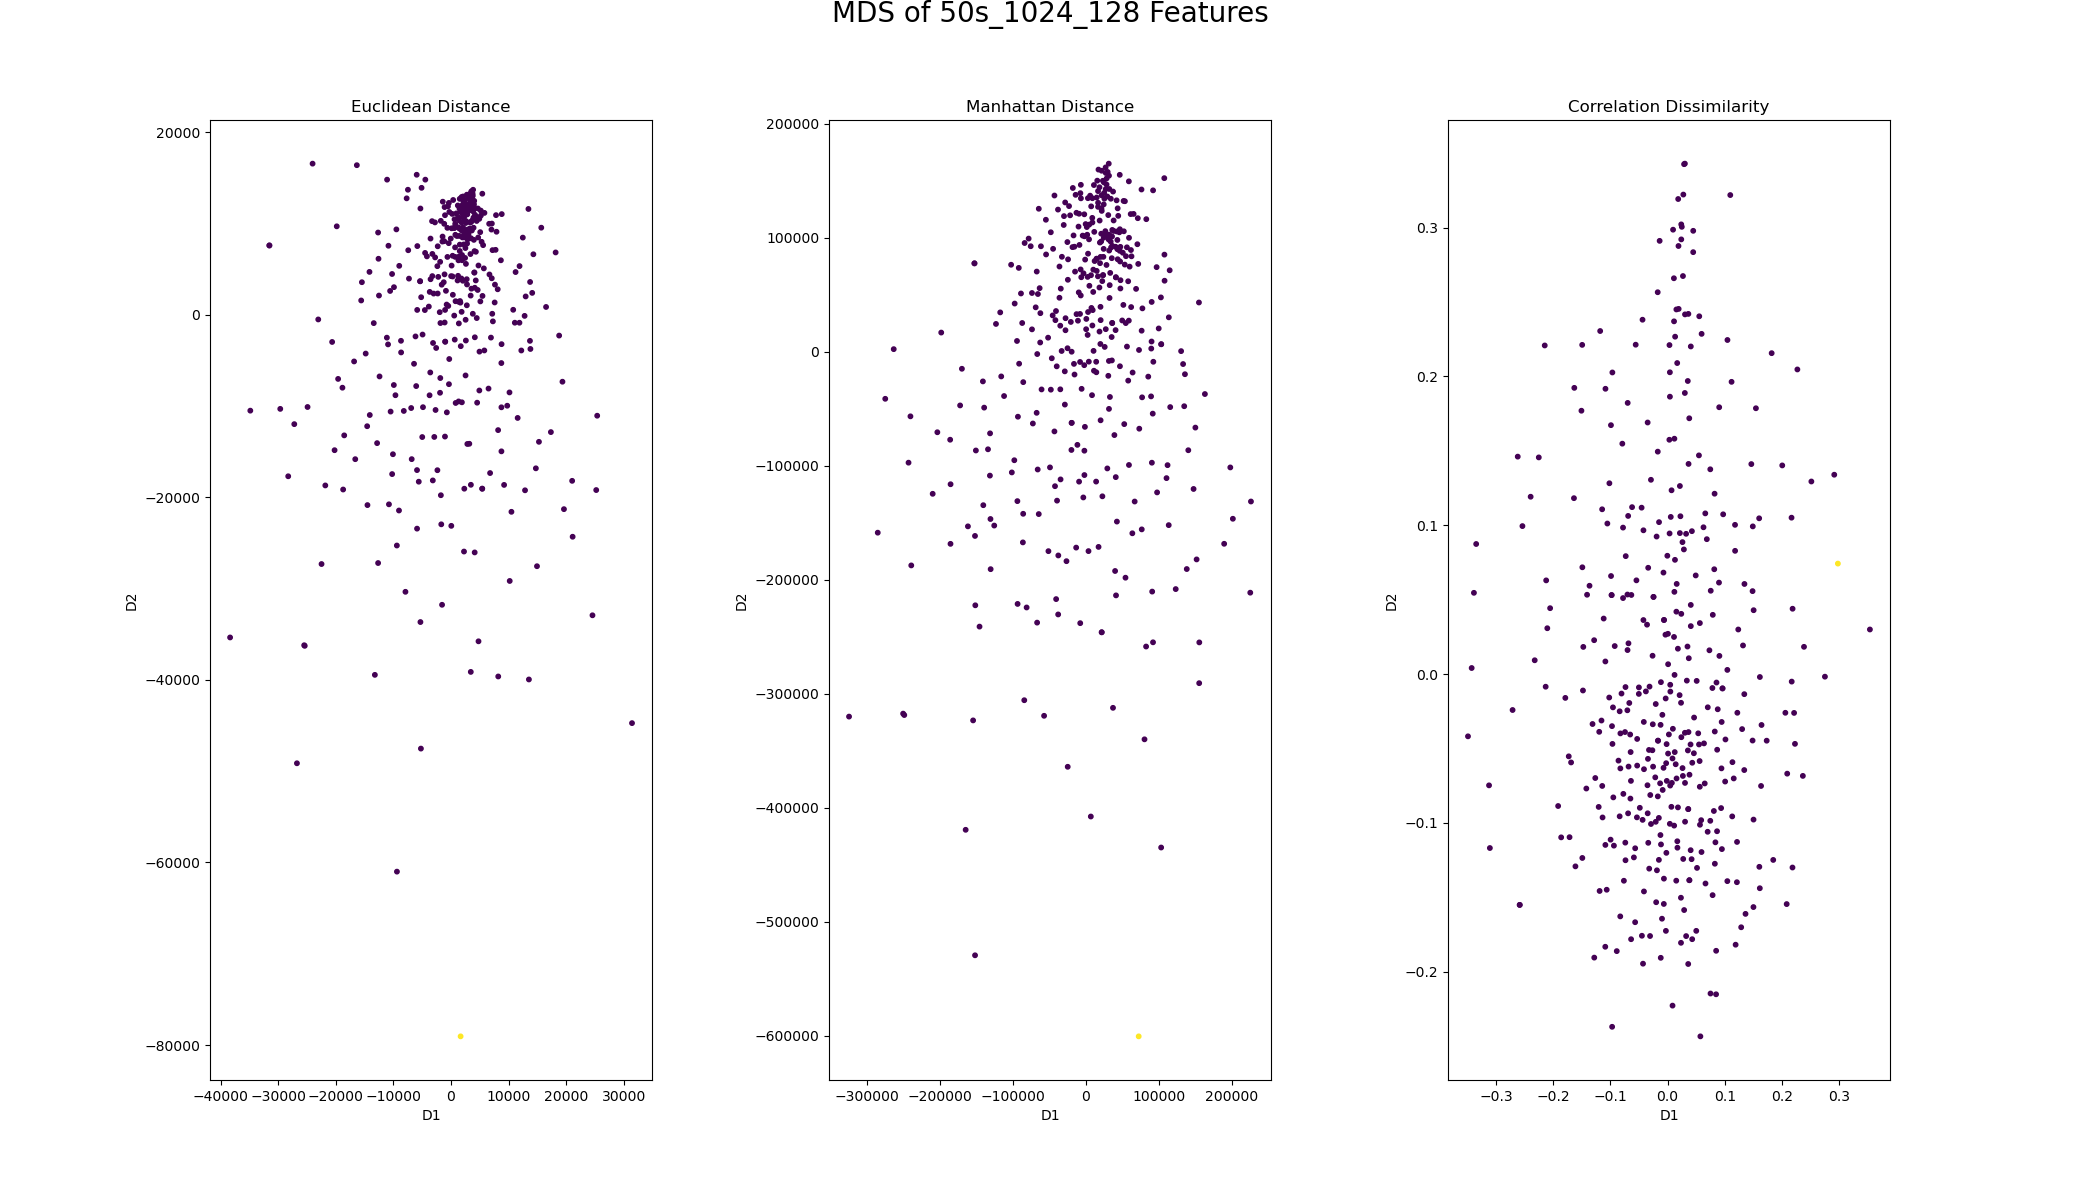 MDS of 50s_1024_128 Features
Euclidean Distance
20000
0
−20000
−40000
−60000
−80000
D2
−40000 −30000 −20000 −10000 0 10000 20000 30000
D1
Manhattan Distance
200000
100000
0
−100000
−200000
−300000
−400000
−500000
−600000
D2
−300000 −200000 −100000 0 100000 200000
D1
Correlation Dissimilarity
0.3
0.2
0.1
0.0
−0.1
−0.2
D2
−0.3 −0.2 −0.1 0.0 0.1 0.2 0.3
D1